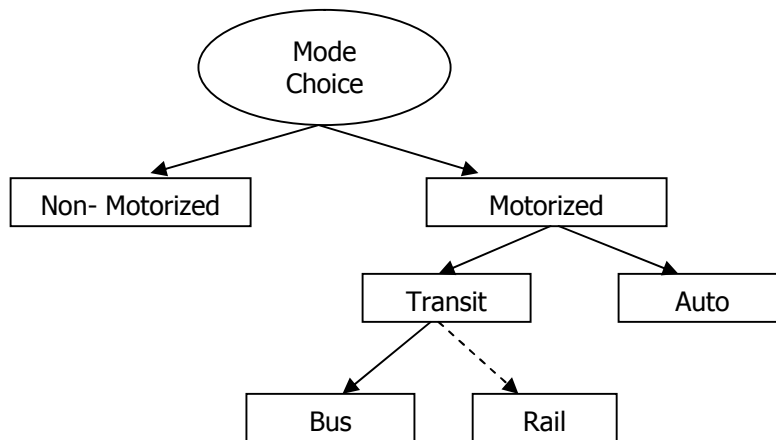 Mode
Choice
Non- Motorized
Motorized
Transit
Auto
Bus
Rail